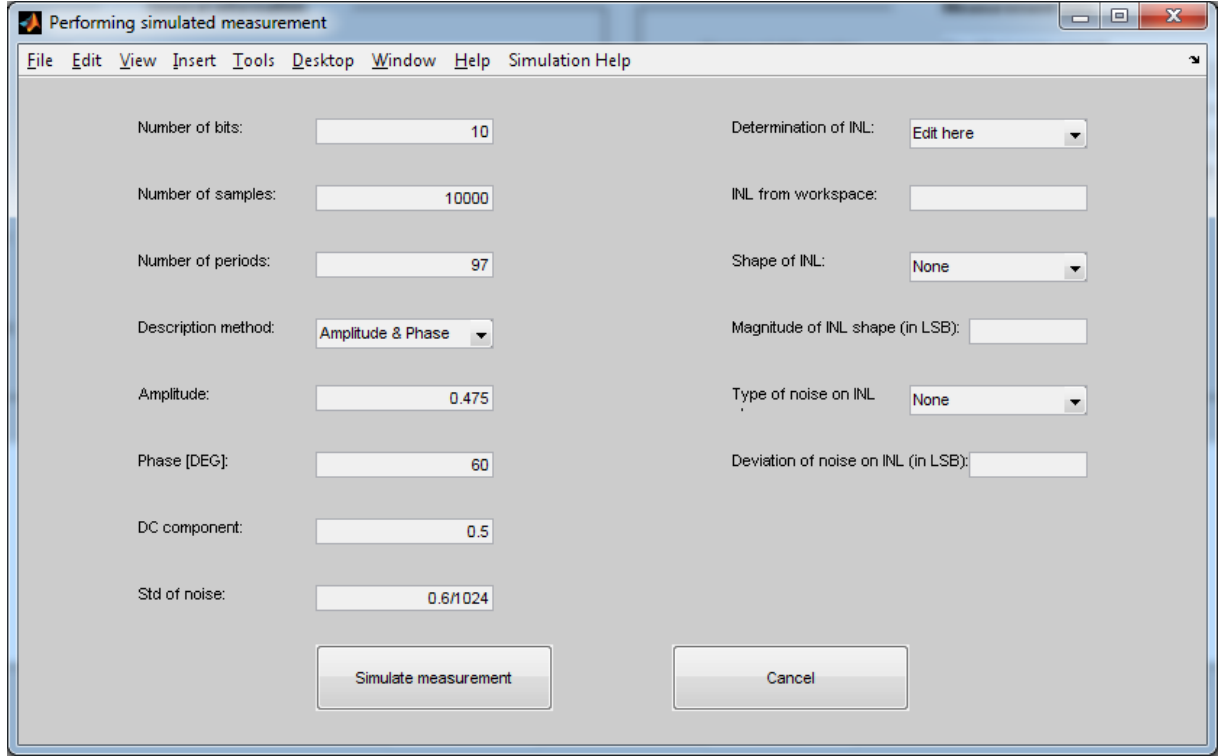 Performing simulated measurement
File Edit View Insert Tools Desktop Window Help Simulation Help
Number of bits: 10
Number of samples: 10000
Number of periods: 97
Description method: Amplitude & Phase
Amplitude: 0.475
Phase [DEG]: 60
DC component: 0.5
Std of noise: 0.6/1024
Determination of INL: Edit here
INL from workspace:
Shape of INL: None
Magnitude of INL shape (in LSB):
Type of noise on INL None
Deviation of noise on INL (in LSB):
Simulate measurement
Cancel